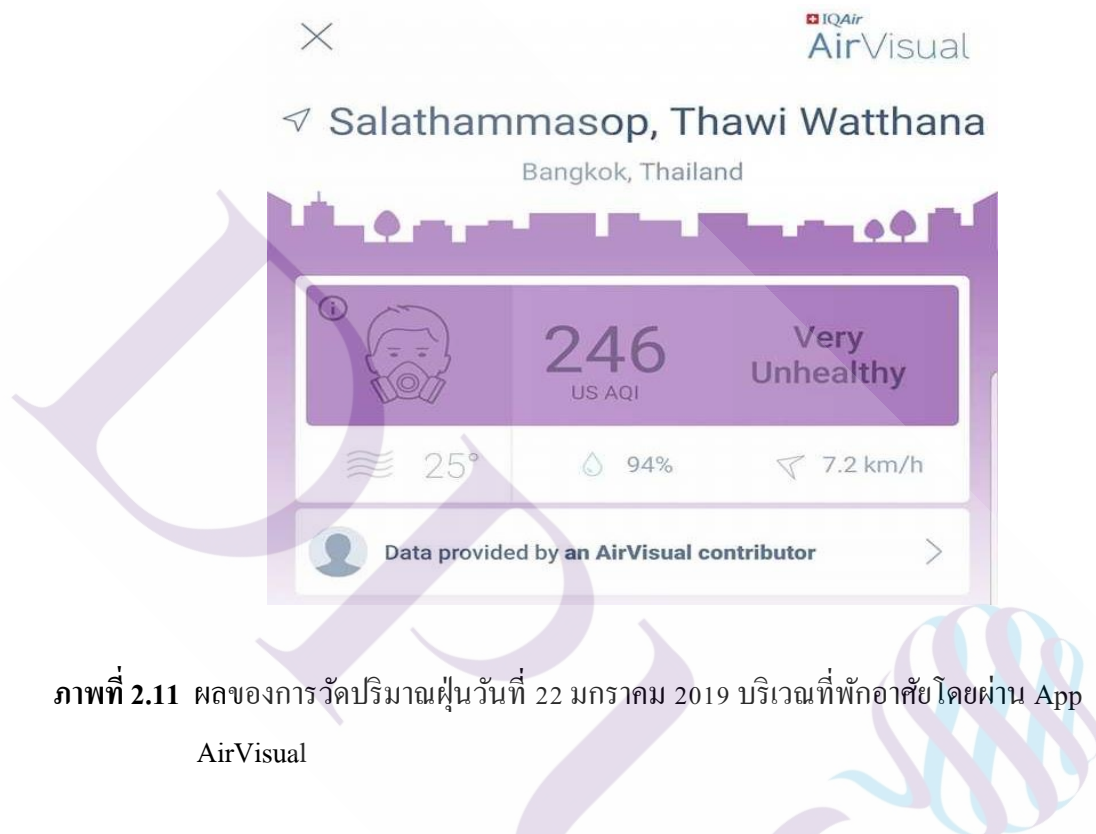 IQAir
AirVisual
Salathammasop, Thawi Watthana
Bangkok, Thailand
246
US AQI
Very
Unhealthy
25°
94%
7.2 km/h
Data provided by an AirVisual contributor
ภาพที่ 2.11 ผลของการวัดปริมาณฝุ่นวันที่ 22 มกราคม 2019 บริเวณที่พักอาศัยโดยผ่าน App
AirVisual